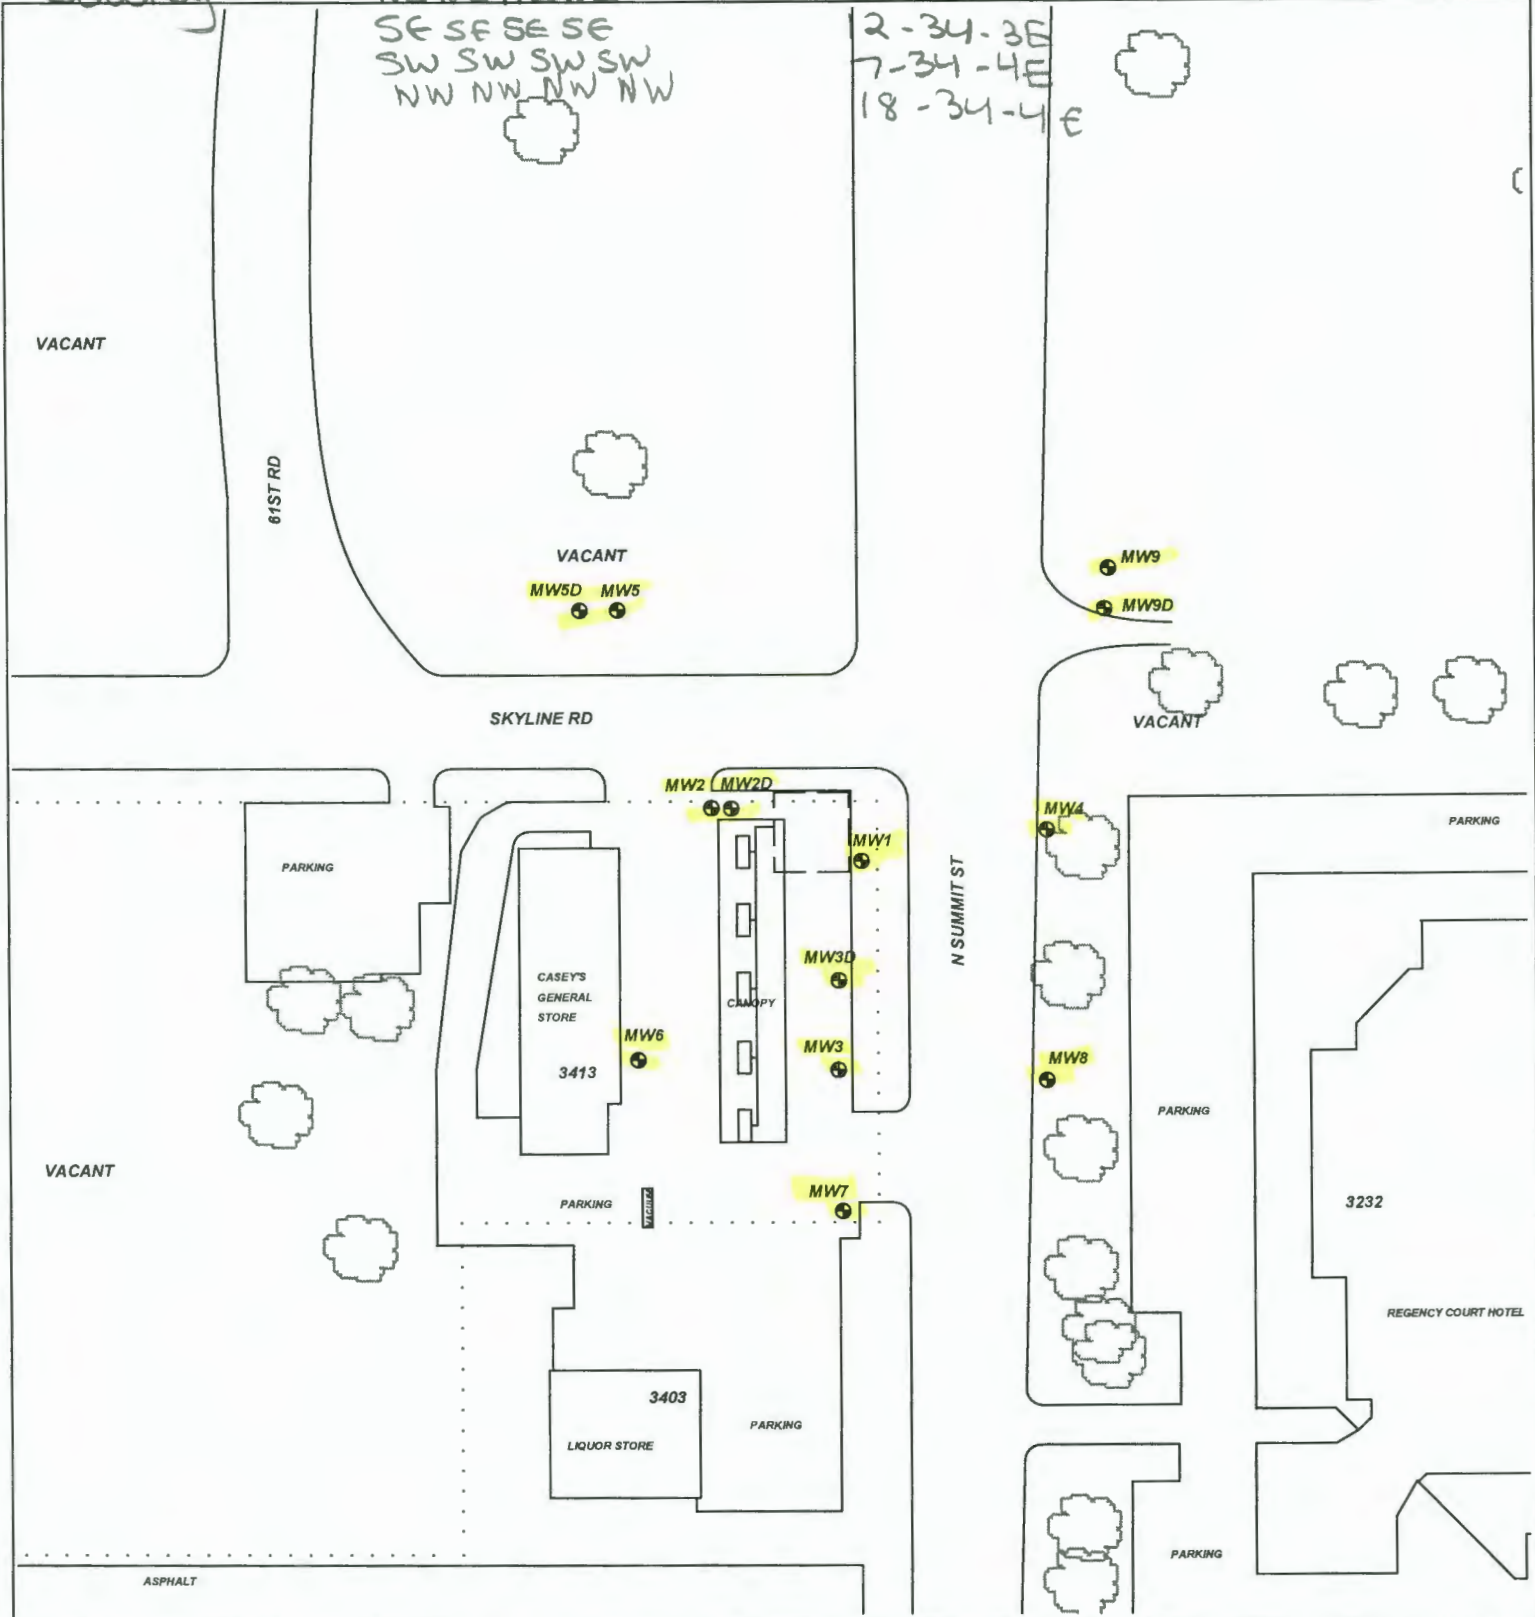 SE SE SE SE
SW SW SW SW
NW NW NW NW
12-34-3E
7-34-4E
18-34-4E
VACANT
61ST RD
VACANT
MW5D MW5
MW9
MW9D
SKYLINE RD
VACANT
MW2 MW2D
MW4
PARKING
MW1
PARKING
N SUMMIT ST
MW3D
CASEY'S
GENERAL
STORE
CANOPY
MW6
MW3
MW8
3413
PARKING
VACANT
MW7
PARKING
VACUUM
3232
REGENCY COURT HOTEL
3403
PARKING
LIQUOR STORE
PARKING
ASPHALT